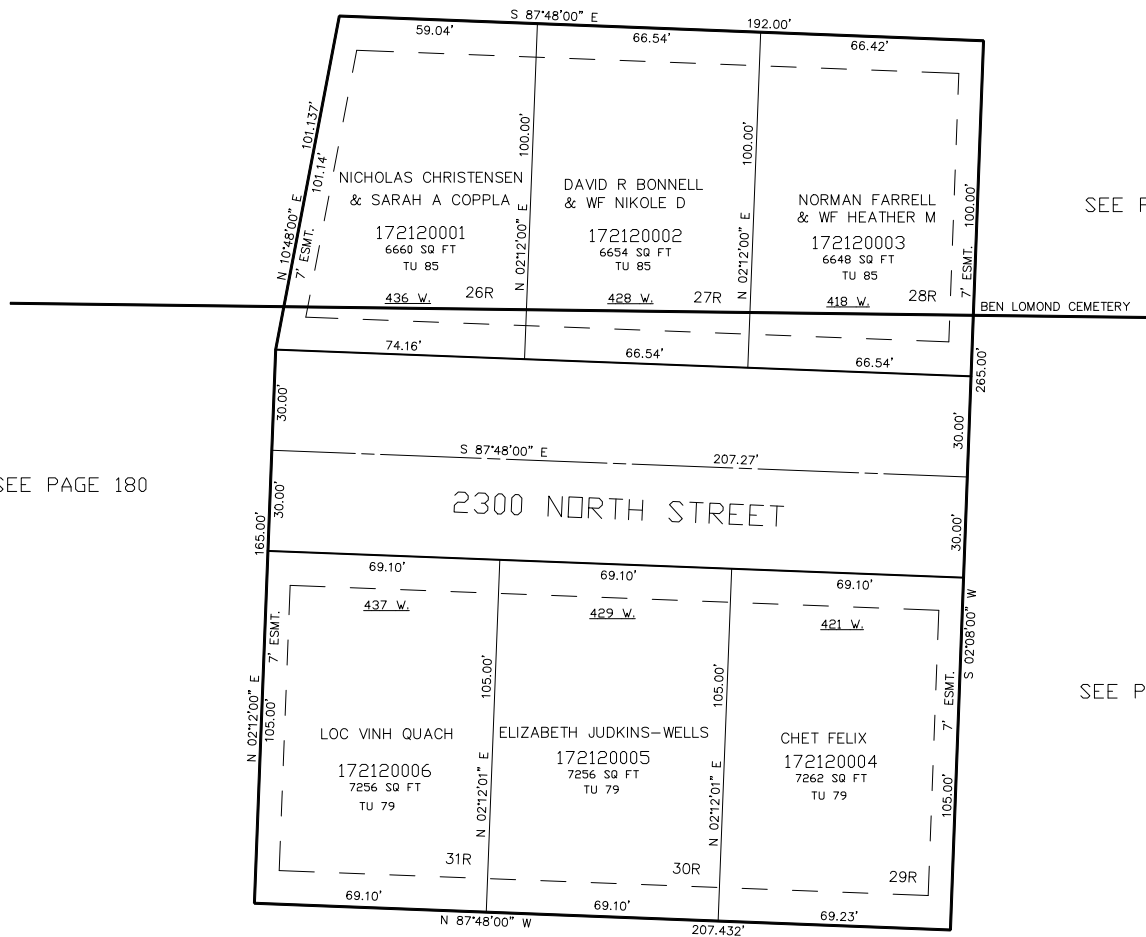 S 87°48'00" E
192.00'
59.04'
66.54'
66.42'
101.137'
101.14'
N 10°48'00" E
7' ESMT.
100.00'
N 02°12'00" E
100.00'
N 02°12'00" E
100.00'
7' ESMT.
NICHOLAS CHRISTENSEN
& SARAH A COPPLA
172120001
6660 SQ FT
TU 85
436 W.
26R
DAVID R BONNELL
& WF NIKOLE D
172120002
6654 SQ FT
TU 85
428 W.
27R
NORMAN FARRELL
& WF HEATHER M
172120003
6648 SQ FT
TU 85
418 W.
28R
SEE P
BEN LOMOND CEMETERY
74.16'
66.54'
66.54'
265.00'
30.00'
30.00'
S 87°48'00" E
207.27'
SEE PAGE 180
30.00'
2300 NORTH STREET
30.00'
165.00'
69.10'
69.10'
69.10'
437 W.
429 W.
421 W.
S 02°08'00" W
7' ESMT.
N 02°12'00" E
105.00'
105.00'
N 02°12'01" E
105.00'
N 02°12'01" E
7' ESMT.
105.00'
SEE P
LOC VINH QUACH
172120006
7256 SQ FT
TU 79
31R
ELIZABETH JUDKINS-WELLS
172120005
7256 SQ FT
TU 79
30R
CHET FELIX
172120004
7262 SQ FT
TU 79
29R
69.10'
69.10'
69.23'
N 87°48'00" W
207.432'